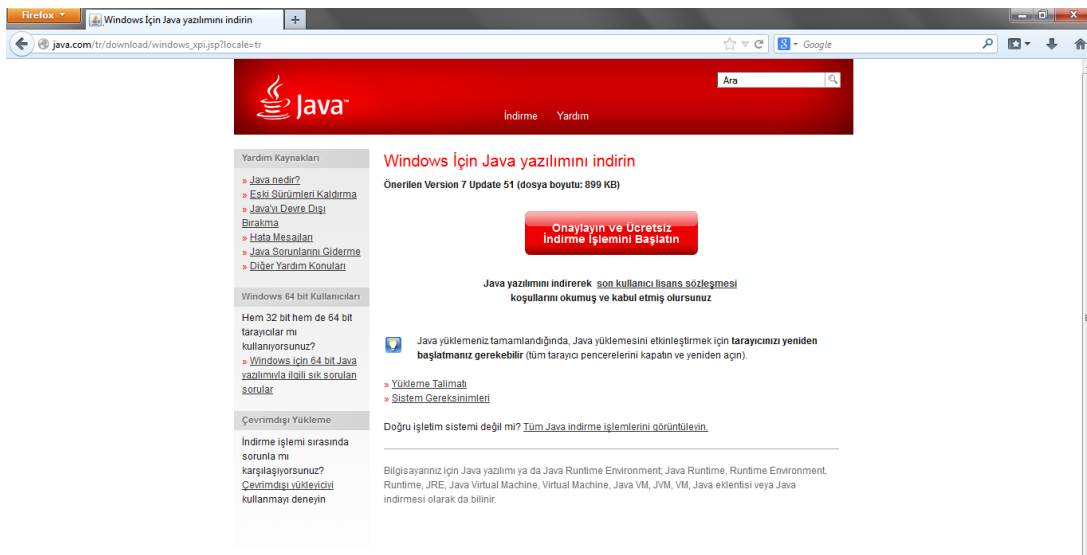 Firefox
Windows İçin Java yazılımını indirin
java.com/tr/download/windows_xpi.jsp?locale=tr
Google
Java™
Ara
İndirme Yardım
Yardım Kaynakları
» Java nedir?
» Eski Sürümleri Kaldırma
» Java'yı Devre Dışı
Bırakma
» Hata Mesajları
» Java Sorunlarını Giderme
» Diğer Yardım Konuları
Windows 64 bit Kullanıcıları
Hem 32 bit hem de 64 bit
tarayıcılar mı
kullanıyorsunuz?
» Windows için 64 bit Java
yazılımıyla ilgili sık sorulan
sorular
Çevrimdışı Yükleme
İndirme işlemi sırasında
sorunla mı
karşılaşıyorsunuz?
Çevrimdışı yükleyiciyi
kullanmayı deneyin
Windows İçin Java yazılımını indirin
Önerilen Version 7 Update 51 (dosya boyutu: 899 KB)
Onaylayın ve Ücretsiz
İndirme İşlemini Başlatın
Java yazılımını indirerek son kullanıcı lisans sözleşmesi
koşullarını okumuş ve kabul etmiş olursunuz
Java yüklemeniz tamamlandığında, Java yüklemesini etkinleştirmek için tarayıcınızı yeniden
başlatmanız gerekebilir (tüm tarayıcı pencerelerini kapatın ve yeniden açın).
» Yükleme Talimatı
» Sistem Gereksinimleri
Doğru işletim sistemi değil mi? Tüm Java indirme işlemlerini görüntüleyin.
Bilgisayarınız için Java yazılımı ya da Java Runtime Environment; Java Runtime, Runtime Environment,
Runtime, JRE, Java Virtual Machine, Virtual Machine, Java VM, JVM, VM, Java eklentisi veya Java
indirmesi olarak da bilinir.